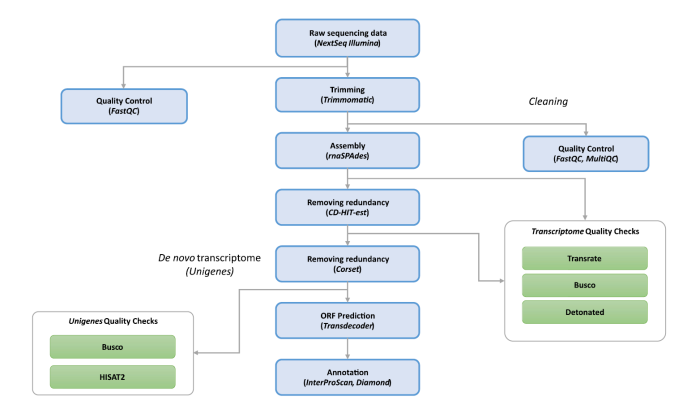 Raw sequencing data
(NextSeq Illumina)
Quality Control
(FastQC)
Trimming
(Trimmomatic)
Cleaning
Assembly
(rnaSPAdes)
Quality Control
(FastQC, MultiQC)
Removing redundancy
(CD-HIT-est)
Transcriptome Quality Checks
Transrate
Busco
Detonated
De novo transcriptome
(Unigenes)
Removing redundancy
(Corset)
Unigenes Quality Checks
Busco
HISAT2
ORF Prediction
(Transdecoder)
Annotation
(InterProScan, Diamond)